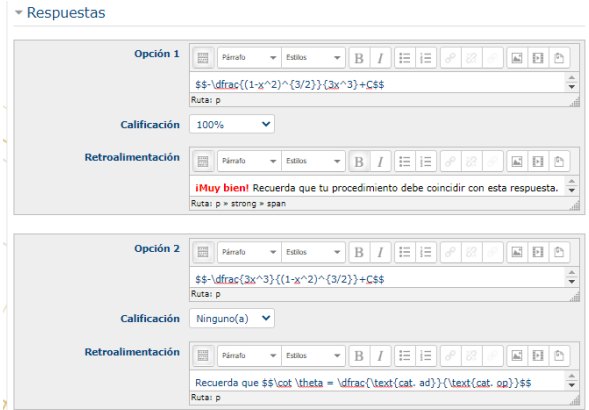 Respuestas
Opción 1
Párrafo Estilos B I
$$-\dfrac{(1-x^2)^{3/2}}{3x^3}+C$$
Ruta: p
Calificación 100%
Retroalimentación
Párrafo Estilos B I
¡Muy bien! Recuerda que tu procedimiento debe coincidir con esta respuesta.
Ruta: p » strong » span
Opción 2
Párrafo Estilos B I
$$-\dfrac{3x^3}{(1-x^2)^{3/2}}+C$$
Ruta: p
Calificación Ninguno(a)
Retroalimentación
Párrafo Estilos B I
Recuerda que $$\cot \theta = \dfrac{\text{cat. ad}}{\text{cat. op}}$$
Ruta: p